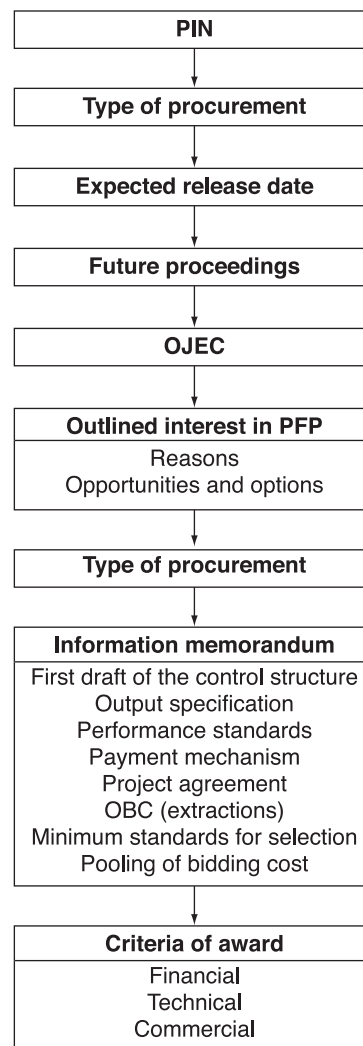 PIN
Type of procurement
Expected release date
Future proceedings
OJEC
Outlined interest in PFP
Reasons
Opportunities and options
Type of procurement
Information memorandum
First draft of the control structure
Output specification
Performance standards
Payment mechanism
Project agreement
OBC (extractions)
Minimum standards for selection
Pooling of bidding cost
Criteria of award
Financial
Technical
Commercial